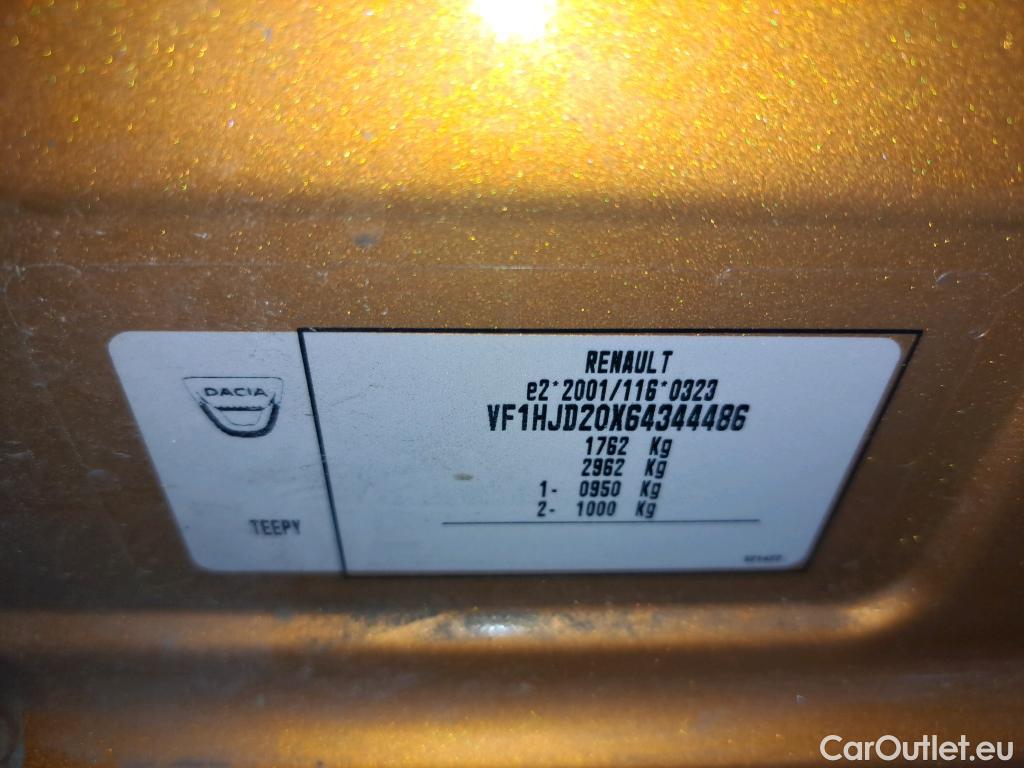 DACIA
TEEPY
RENAULT
e2*2001/116*0323
VF1HJD20X64344486
1762 Kg
2962 Kg
1- 0950 Kg
2- 1000 Kg
CarOutlet.eu